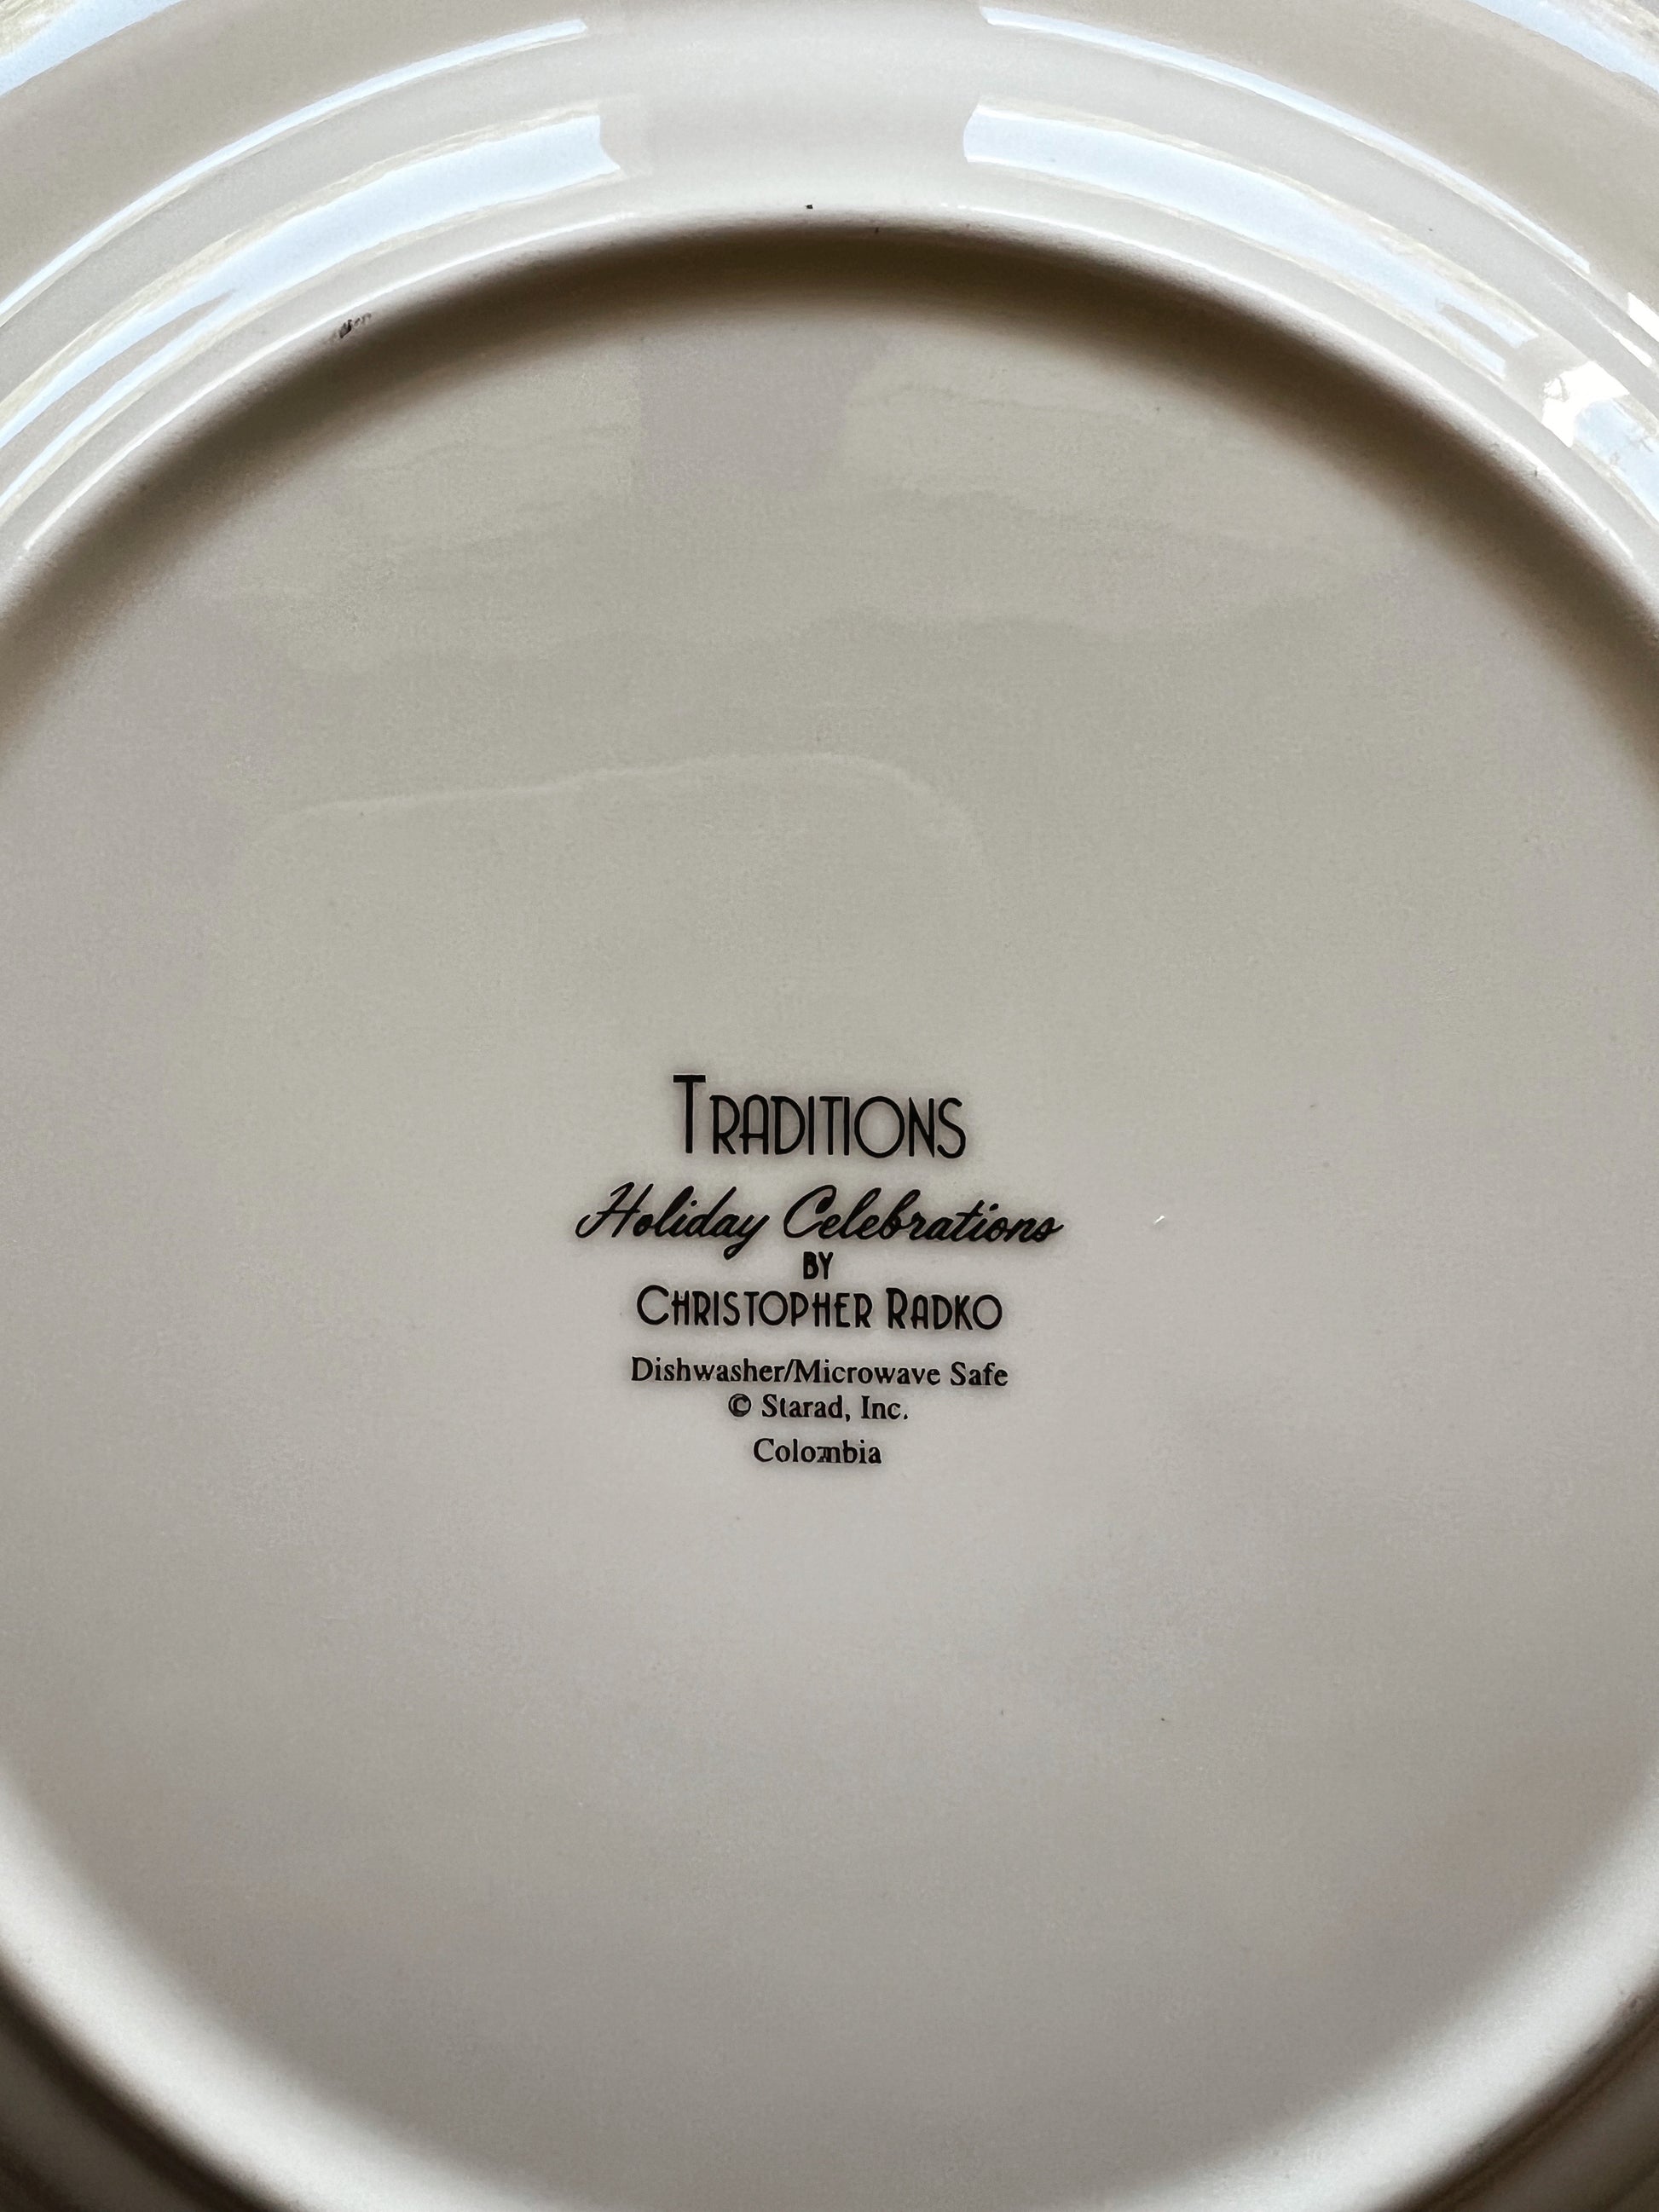 TRADITIONS
Holiday Celebrations
BY
CHRISTOPHER RADKO
Dishwasher/Microwave Safe
© Starad, Inc.
Colombia